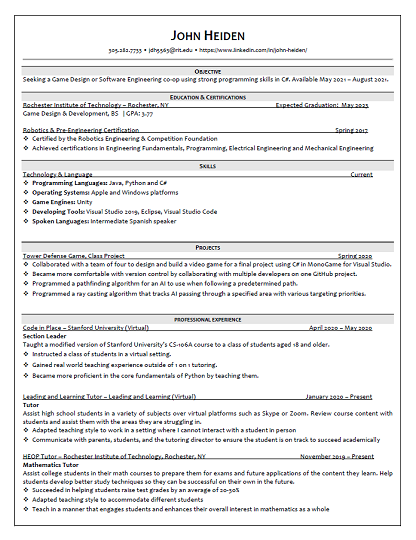 JOHN HEIDEN
305.282.7733 • jdh5565@rit.edu • https://www.linkedin.com/in/john-heiden/
OBJECTIVE
Seeking a Game Design or Software Engineering co-op using strong programming skills in C#. Available May 2021 – August 2021.
EDUCATION & CERTIFICATIONS
Rochester Institute of Technology – Rochester, NY Expected Graduation: May 2023
Game Design & Development, BS | GPA: 3.77
Robotics & Pre-Engineering Certification Spring 2017
❖ Certified by the Robotics Engineering & Competition Foundation
❖ Achieved certifications in Engineering Fundamentals, Programming, Electrical Engineering and Mechanical Engineering
SKILLS
Technology & Language Current
❖ Programming Languages: Java, Python and C#
❖ Operating Systems: Apple and Windows platforms
❖ Game Engines: Unity
❖ Developing Tools: Visual Studio 2019, Eclipse, Visual Studio Code
❖ Spoken Languages: Intermediate Spanish speaker
PROJECTS
Tower Defense Game, Class Project Spring 2020
❖ Collaborated with a team of four to design and build a video game for a final project using C# in MonoGame for Visual Studio.
❖ Became more comfortable with version control by collaborating with multiple developers on one GitHub project.
❖ Programmed a pathfinding algorithm for an AI to use when following a predetermined path.
❖ Programmed a ray casting algorithm that tracks AI passing through a specified area with various targeting priorities.
PROFESSIONAL EXPERIENCE
Code in Place – Stanford University (Virtual) April 2020 – May 2020
Section Leader
Taught a modified version of Stanford University's CS-106A course to a class of students aged 18 and older.
❖ Instructed a class of students in a virtual setting.
❖ Gained real world teaching experience outside of 1 on 1 tutoring.
❖ Became more proficient in the core fundamentals of Python by teaching them.
Leading and Learning Tutor – Leading and Learning (Virtual) January 2020 – Present
Tutor
Assist high school students in a variety of subjects over virtual platforms such as Skype or Zoom. Review course content with
students and assist them with the areas they are struggling in.
❖ Adapted teaching style to work in a setting where I cannot interact with a student in person
❖ Communicate with parents, students, and the tutoring director to ensure the student is on track to succeed academically
HEOP Tutor – Rochester Institute of Technology, Rochester, NY November 2019 – Present
Mathematics Tutor
Assist college students in their math courses to prepare them for exams and future applications of the content they learn. Help
students develop better study techniques so they can be successful on their own in the future.
❖ Succeeded in helping students raise test grades by an average of 20-30%
❖ Adapted teaching style to accommodate different students
❖ Teach in a manner that engages students and enhances their overall interest in mathematics as a whole